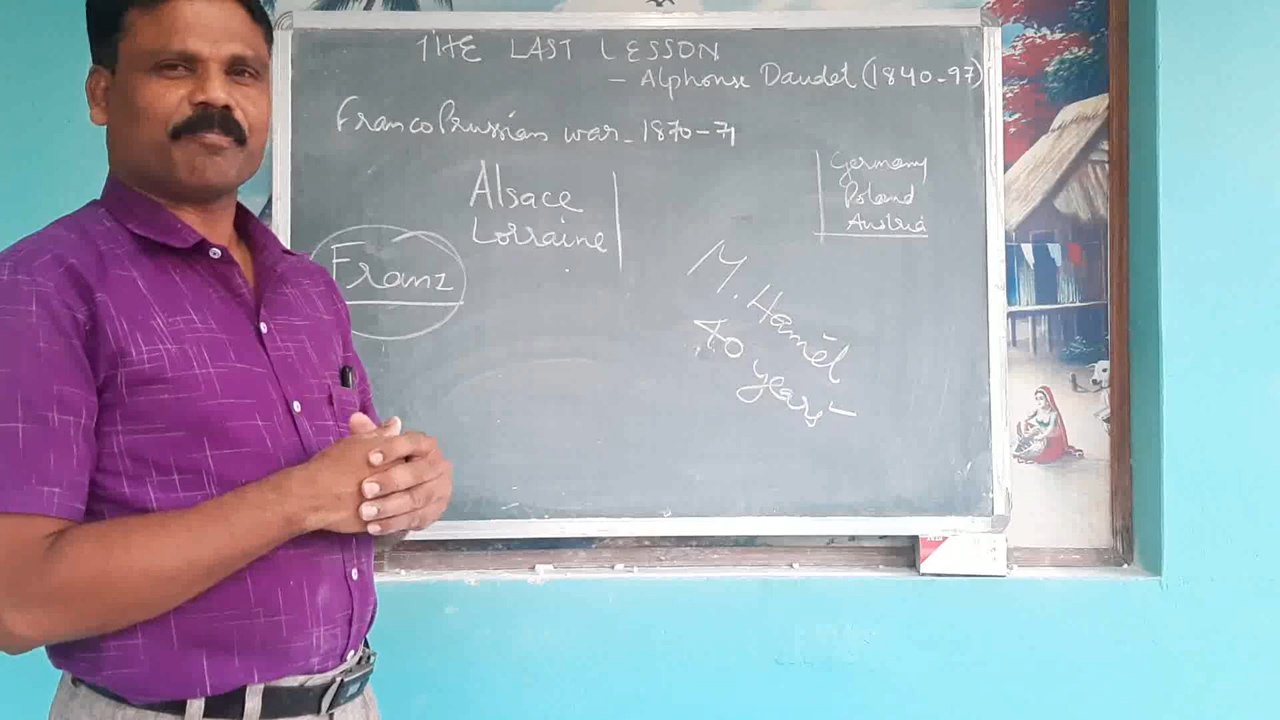 THE LAST LESSON
- Alphonse Daudet (1840-97)
Franco Prussian war - 1870-71
Germany
Poland
Austria
Alsace
Lorraine
Franz
M. Hamel
40 years